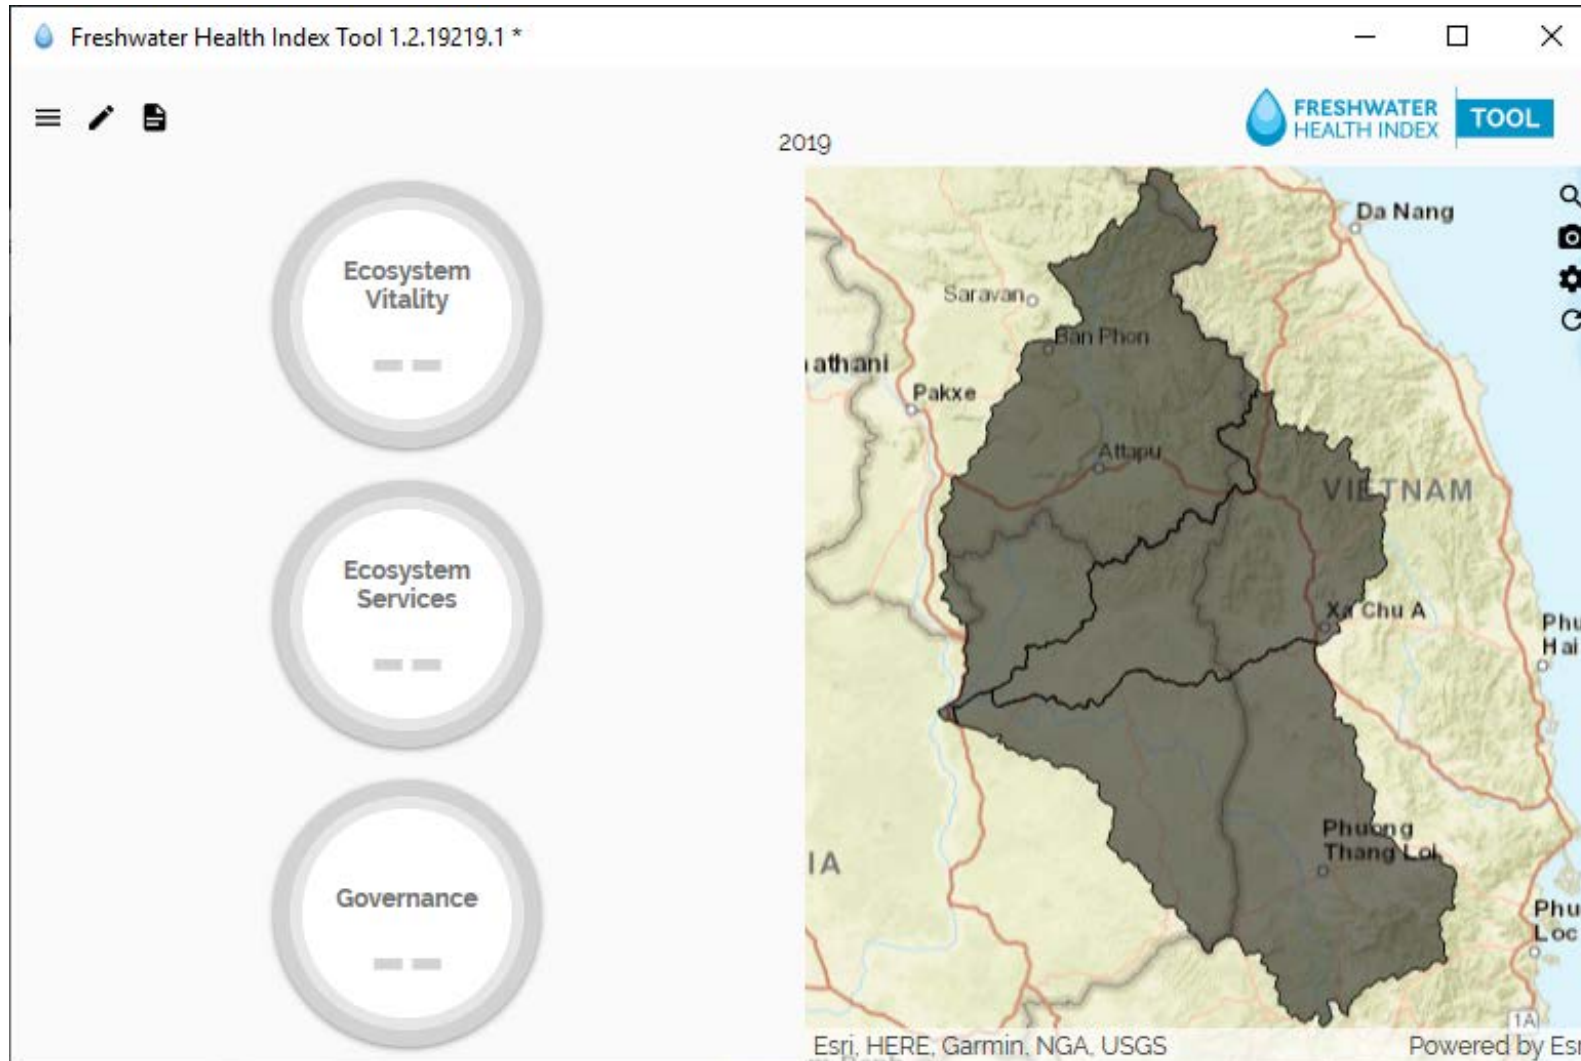 Freshwater Health Index Tool 1.2.19219.1 *
FRESHWATER
HEALTH INDEX
TOOL
2019
Ecosystem
Vitality
-- 
Ecosystem
Services
--
Governance
--
Da Nang
Saravan
Ban Phon
athani
Pakxe
Attapu
VIETNAM
Xa Chu A
Phu
Hai
Phuong
Thang Loi
IA
Phu
Loc
1A
Esri, HERE, Garmin, NGA, USGS
Powered by Esr